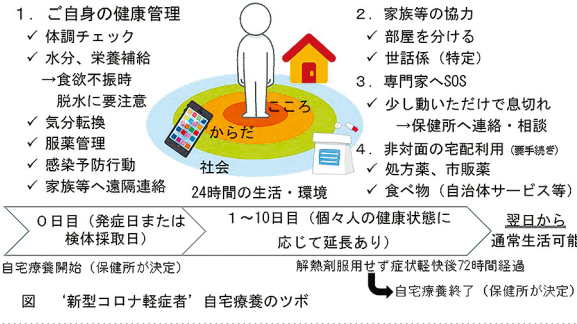 1．ご自身の健康管理
✓ 体調チェック
✓ 水分、栄養補給
→食欲不振時
脱水に要注意
✓ 気分転換
✓ 服薬管理
✓ 感染予防行動
✓ 家族等へ遠隔連絡
こころ
からだ
社会
24時間の生活・環境
2．家族等の協力
✓ 部屋を分ける
✓ 世話係（特定）
3．専門家へSOS
✓ 少し動いただけで息切れ
→保健所へ連絡・相談
4．非対面の宅配利用（要手続き）
✓ 処方薬、市販薬
✓ 食べ物（自治体サービス等）
0日目（発症日または
検体採取日）
1～10日目（個々人の健康状態に
応じて延長あり）
翌日から
通常生活可能
自宅療養開始（保健所が決定）
解熱剤服用せず症状軽快後72時間経過
自宅療養終了（保健所が決定）
図　‘新型コロナ軽症者’自宅療養のツボ